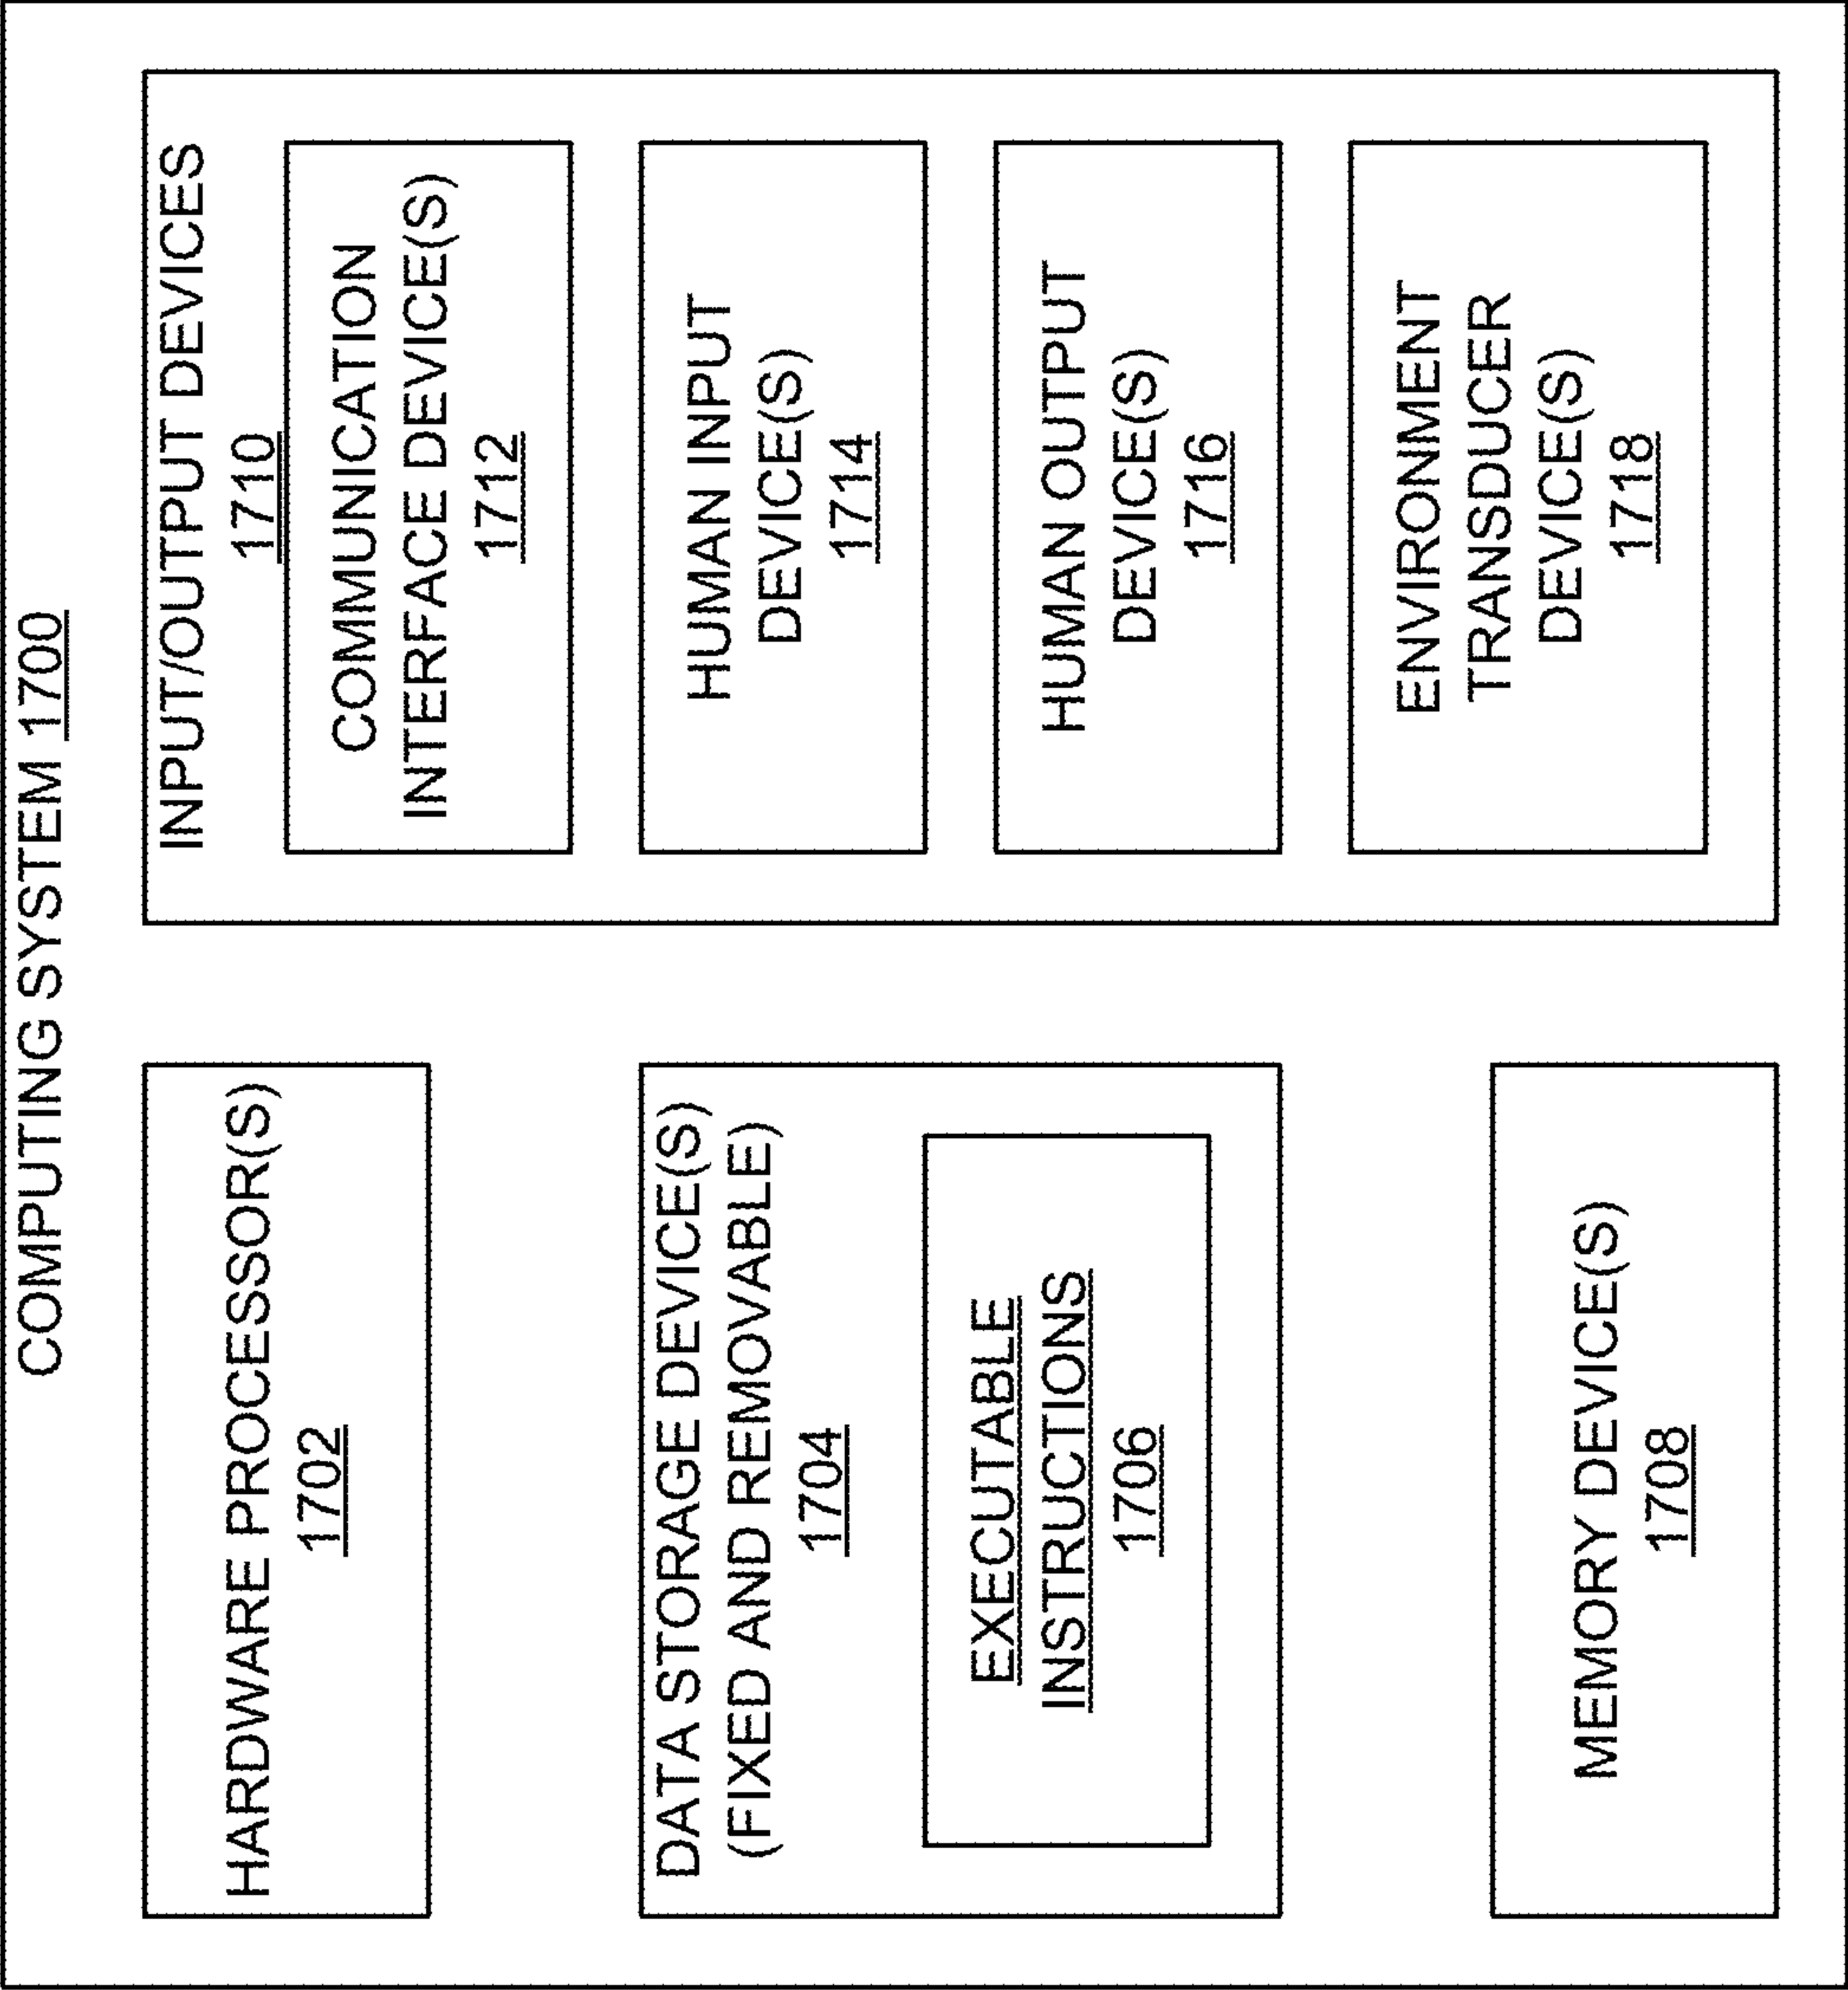 COMPUTING SYSTEM 1700
HARDWARE PROCESSOR(S)
1702
DATA STORAGE DEVICE(S)
(FIXED AND REMOVABLE)
1704
EXECUTABLE
INSTRUCTIONS
1706
MEMORY DEVICE(S)
1708
INPUT/OUTPUT DEVICES
1710
COMMUNICATION
INTERFACE DEVICE(S)
1712
HUMAN INPUT
DEVICE(S)
1714
HUMAN OUTPUT
DEVICE(S)
1716
ENVIRONMENT
TRANSDUCER
DEVICE(S)
1718